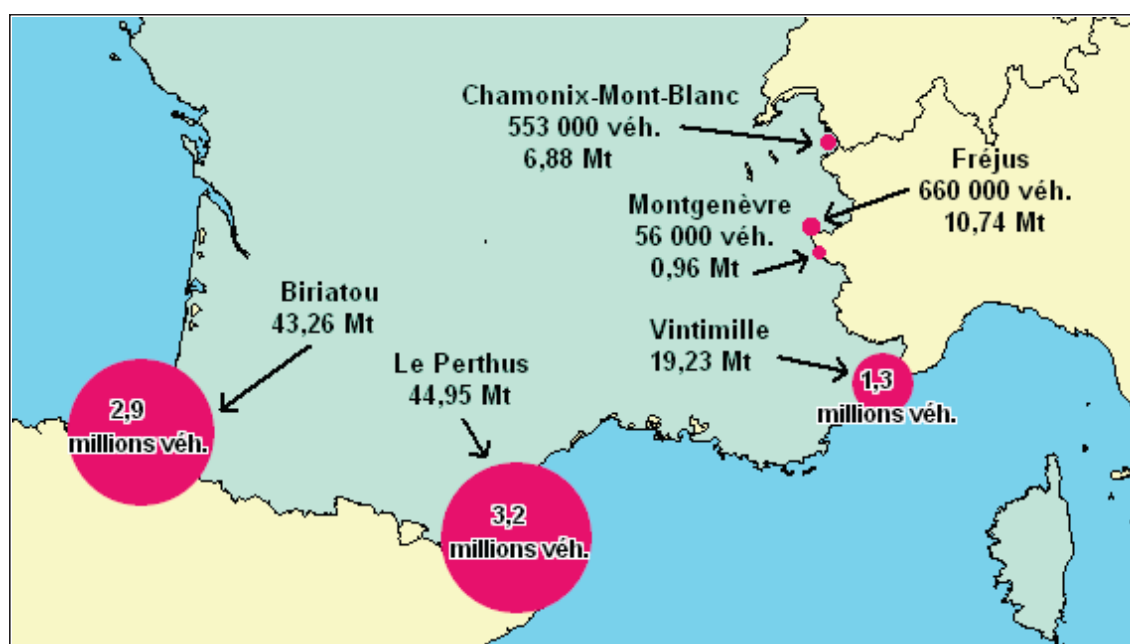 Chamonix-Mont-Blanc
553 000 véh.
6,88 Mt
Fréjus
660 000 véh.
10,74 Mt
Montgenèvre
56 000 véh.
0,96 Mt
Biriatou
43,26 Mt
Vintimille
19,23 Mt
Le Perthus
44,95 Mt
1,3
millions véh.
2,9
millions véh.
3,2
millions véh.